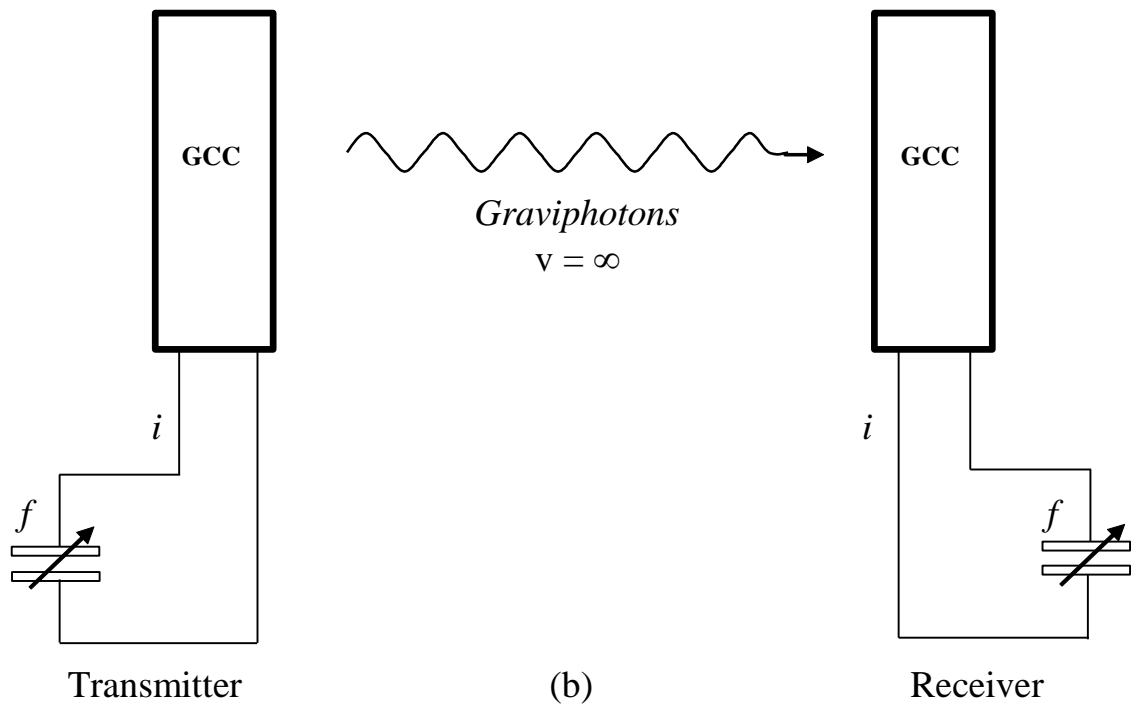 GCC
GCC
Graviphotons
v = ∞
i
i
f
f
Transmitter
(b)
Receiver